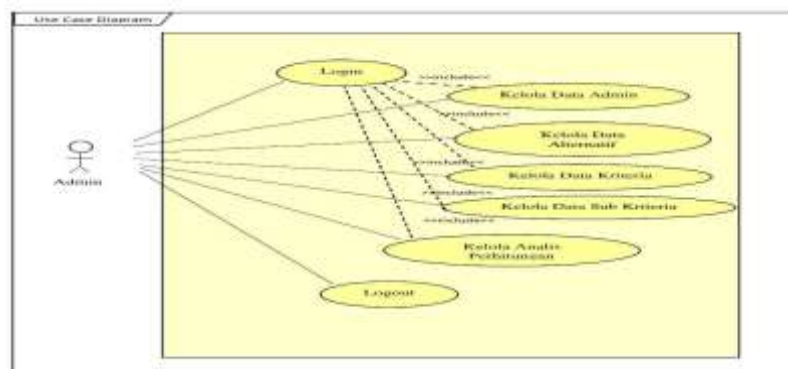 Use Case Diagram
Login
<<include<<
Kelola Data Admin
<<include<<
Kelola Data
Alternatif
Admin
<<include<<
Kelola Data Kriteria
<<include<<
Kelola Data Sub Kriteria
<<include<<
Kelola Analis
Perhitungan
Logout